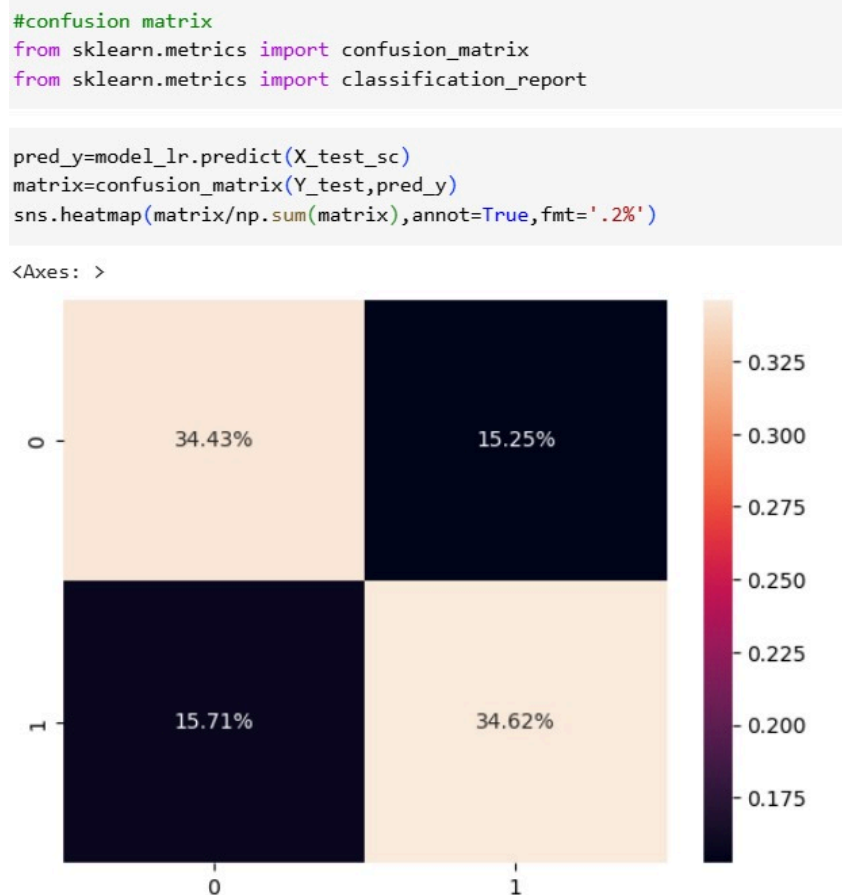 #confusion matrix
from sklearn.metrics import confusion_matrix
from sklearn.metrics import classification_report
pred_y=model_lr.predict(X_test_sc)
matrix=confusion_matrix(Y_test,pred_y)
sns.heatmap(matrix/np.sum(matrix),annot=True,fmt='.2%')
<Axes: >
0
34.43%
15.25%
1
15.71%
34.62%
0
1
0.325
0.300
0.275
0.250
0.225
0.200
0.175